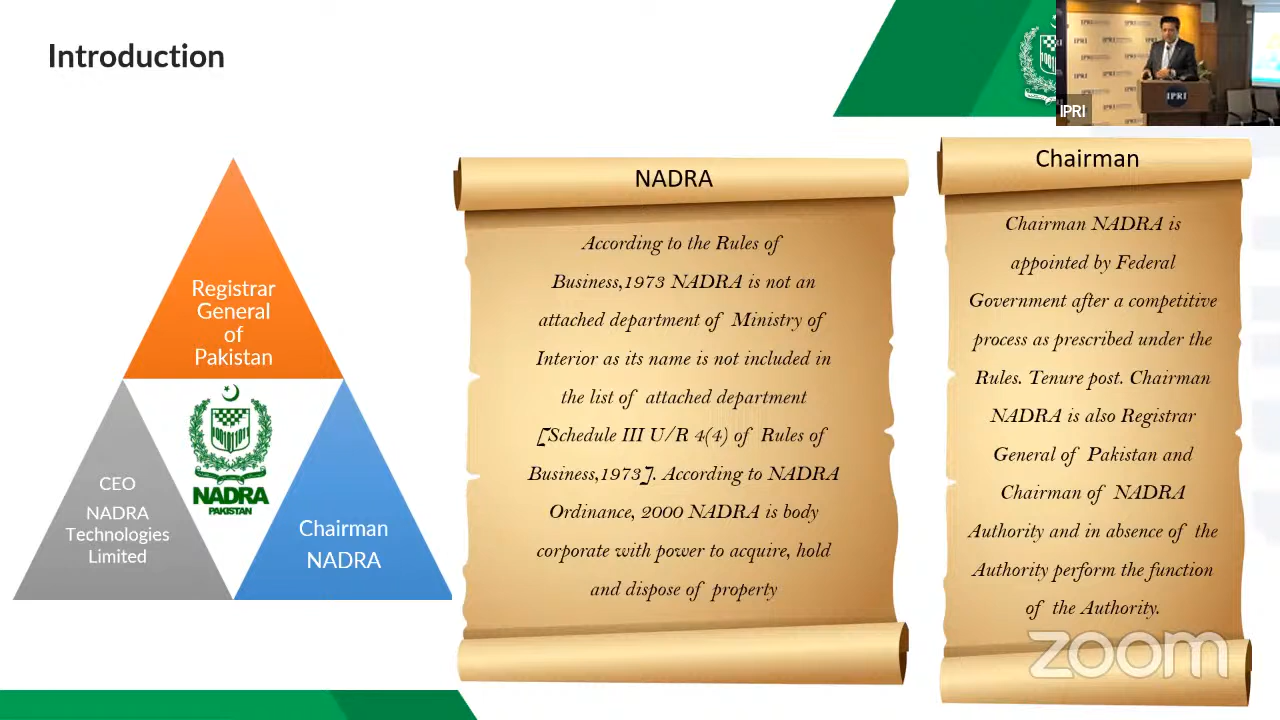 Introduction
IPRI
IPRI
Registrar
General
of
Pakistan
NADRA
PAKISTAN
CEO
NADRA
Technologies
Limited
Chairman
NADRA
NADRA
According to the Rules of
Business,1973 NADRA is not an
attached department of Ministry of
Interior as its name is not included in
the list of attached department
[Schedule III U/R 4(4) of Rules of
Business,1973]. According to NADRA
Ordinance, 2000 NADRA is body
corporate with power to acquire, hold
and dispose of property
Chairman
Chairman NADRA is
appointed by Federal
Government after a competitive
process as prescribed under the
Rules. Tenure post. Chairman
NADRA is also Registrar
General of Pakistan and
Chairman of NADRA
Authority and in absence of the
Authority perform the function
of the Authority.
zoom